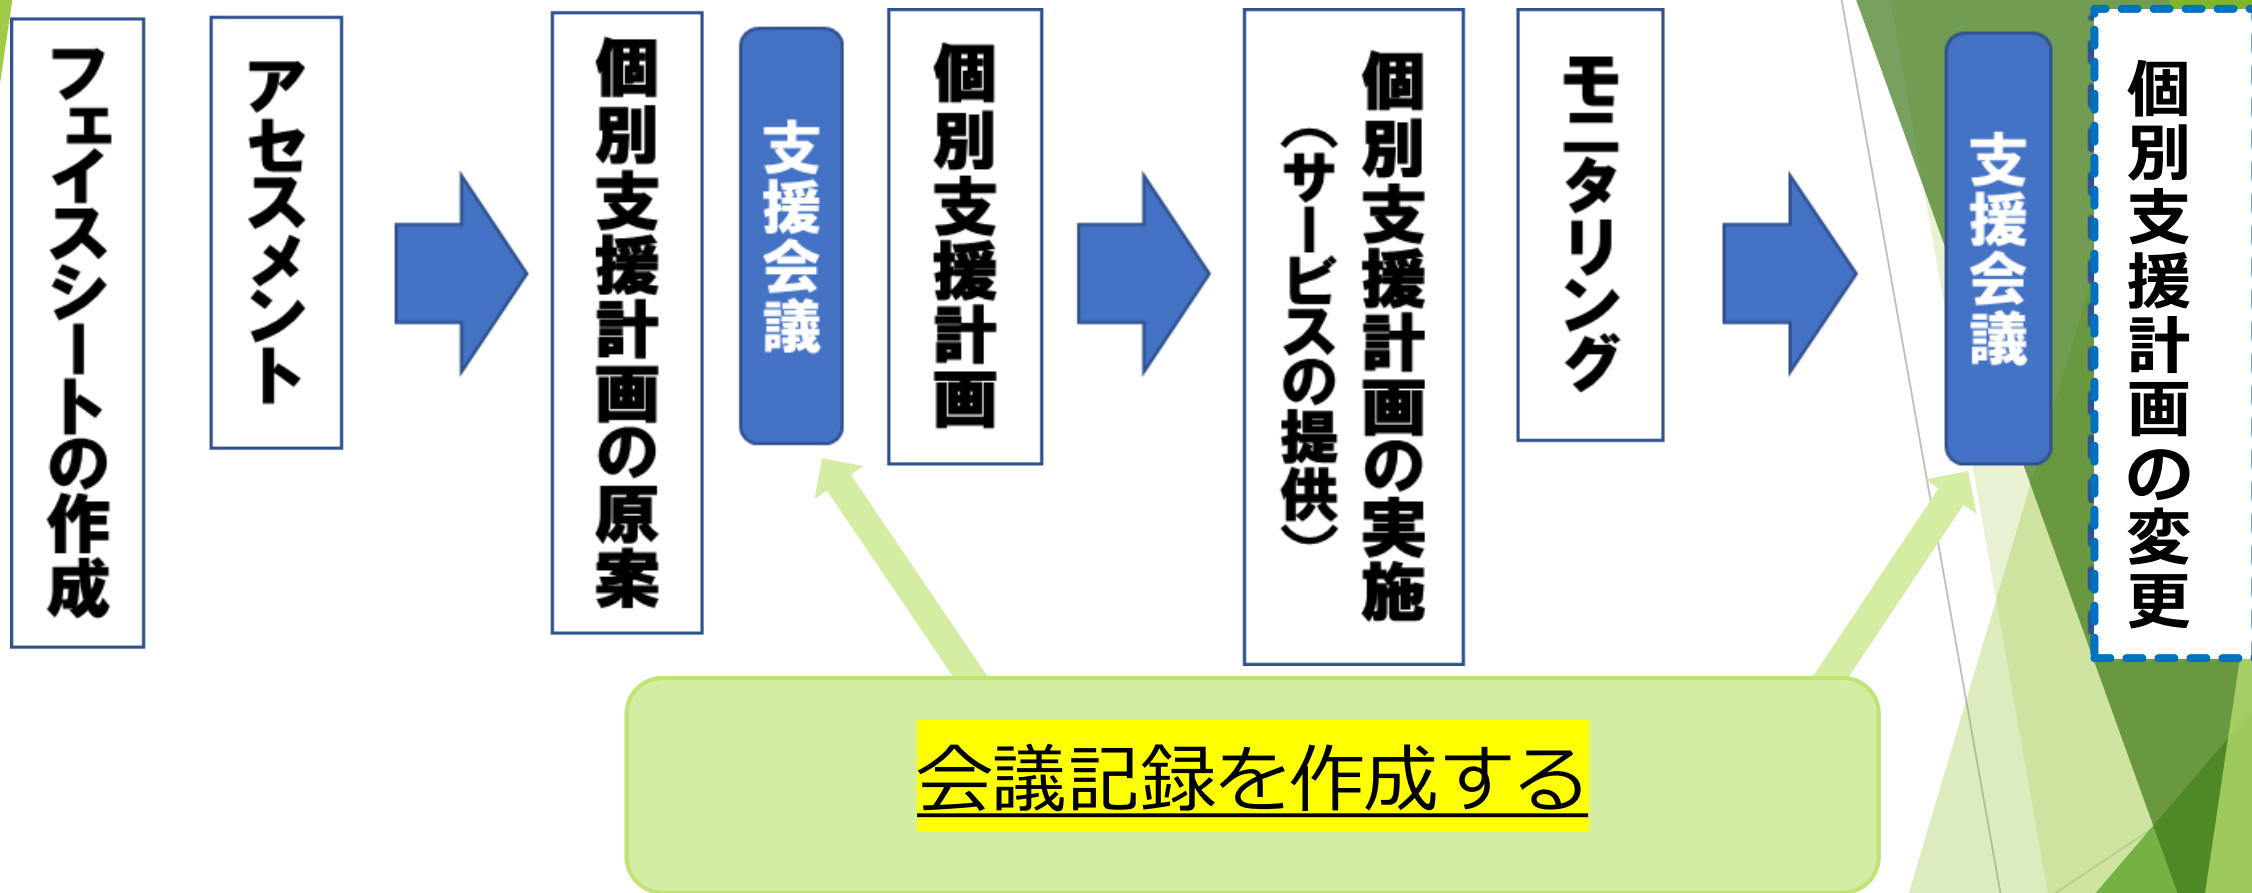 フェイスシートの作成
アセスメント
個別支援計画の原案
支援会議
個別支援計画
個別支援計画の実施
（サービスの提供）
モニタリング
支援会議
個別支援計画の変更
会議記録を作成する